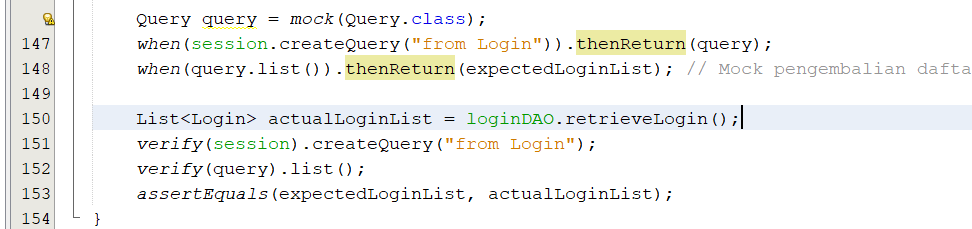 Query query = mock(Query.class);
147 when(session.createQuery("from Login")).thenReturn(query);
148 when(query.list()).thenReturn(expectedLoginList); // Mock pengembalian dafta
149
150 List<Login> actualLoginList = loginDAO.retrieveLogin();
151 verify(session).createQuery("from Login");
152 verify(query).list();
153 assertEquals(expectedLoginList, actualLoginList);
154 }